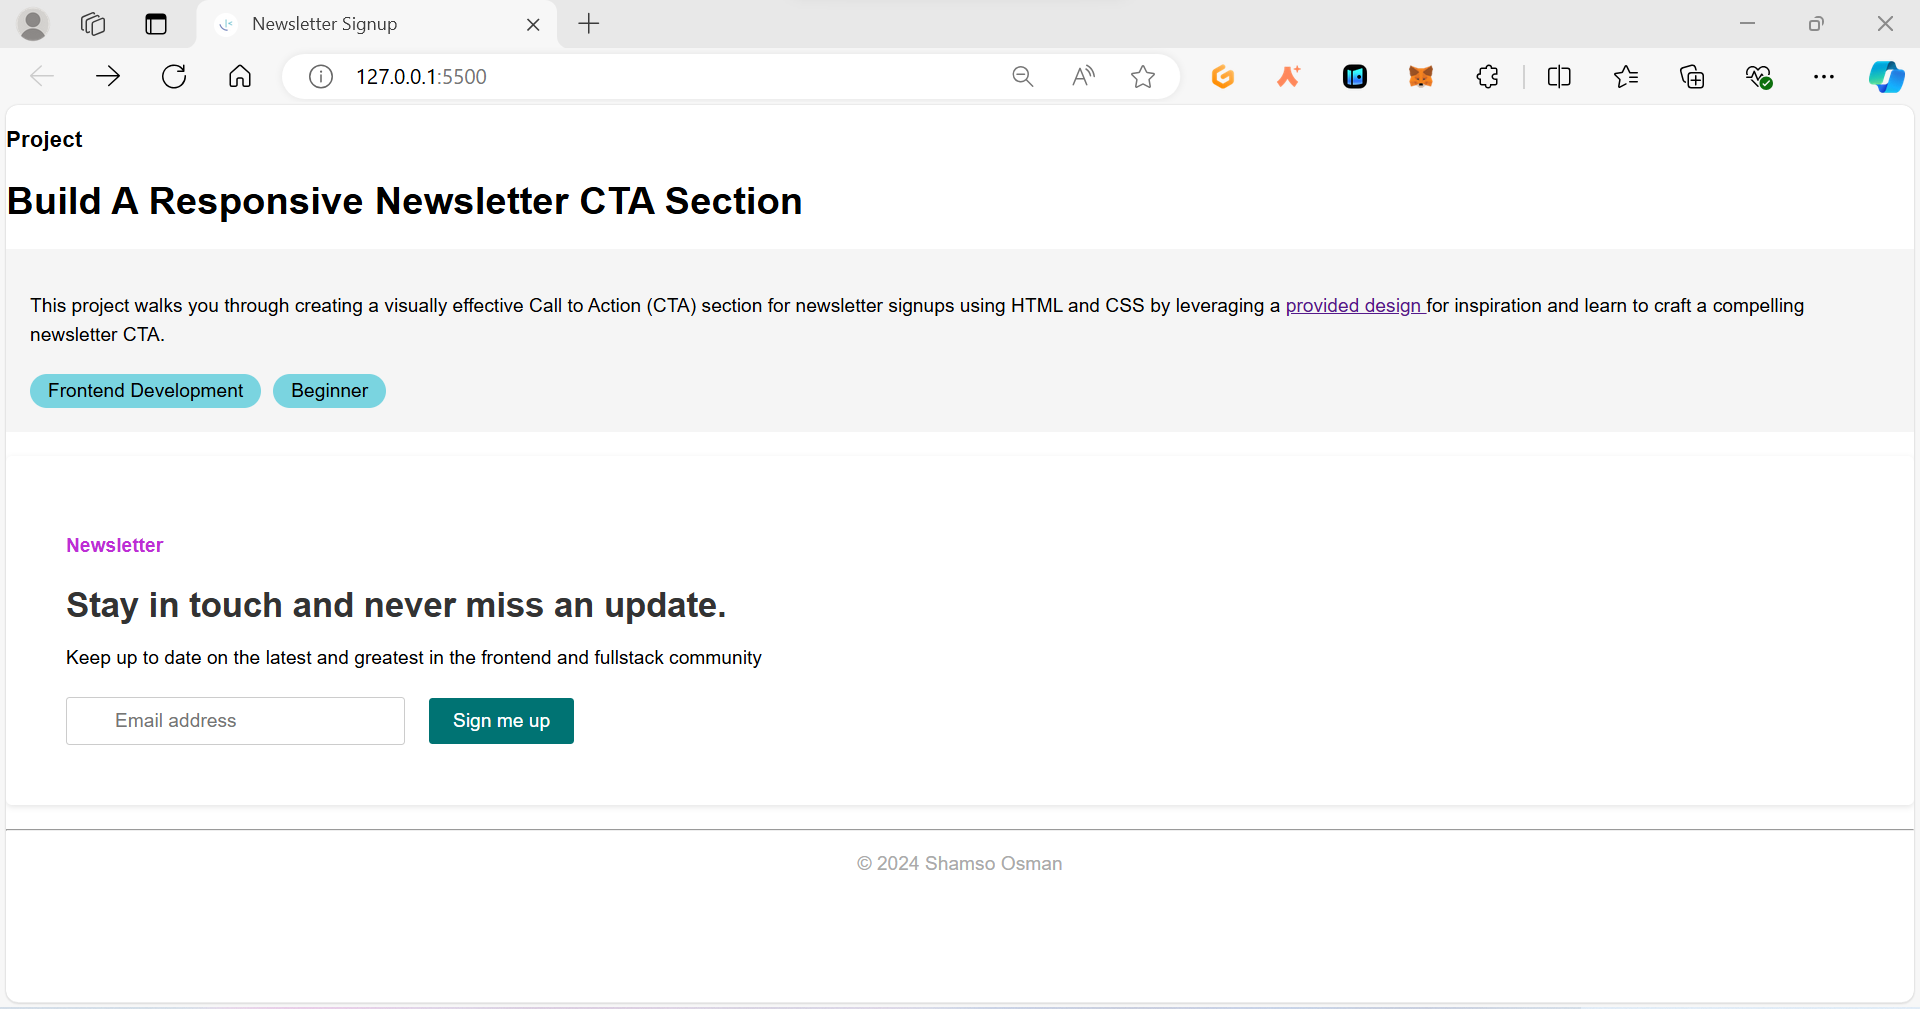 Newsletter Signup
127.0.0.1:5500
Project
Build A Responsive Newsletter CTA Section
This project walks you through creating a visually effective Call to Action (CTA) section for newsletter signups using HTML and CSS by leveraging a provided design for inspiration and learn to craft a compelling
newsletter CTA.
Frontend Development Beginner
Newsletter
Stay in touch and never miss an update.
Keep up to date on the latest and greatest in the frontend and fullstack community
Email address Sign me up
© 2024 Shamso Osman